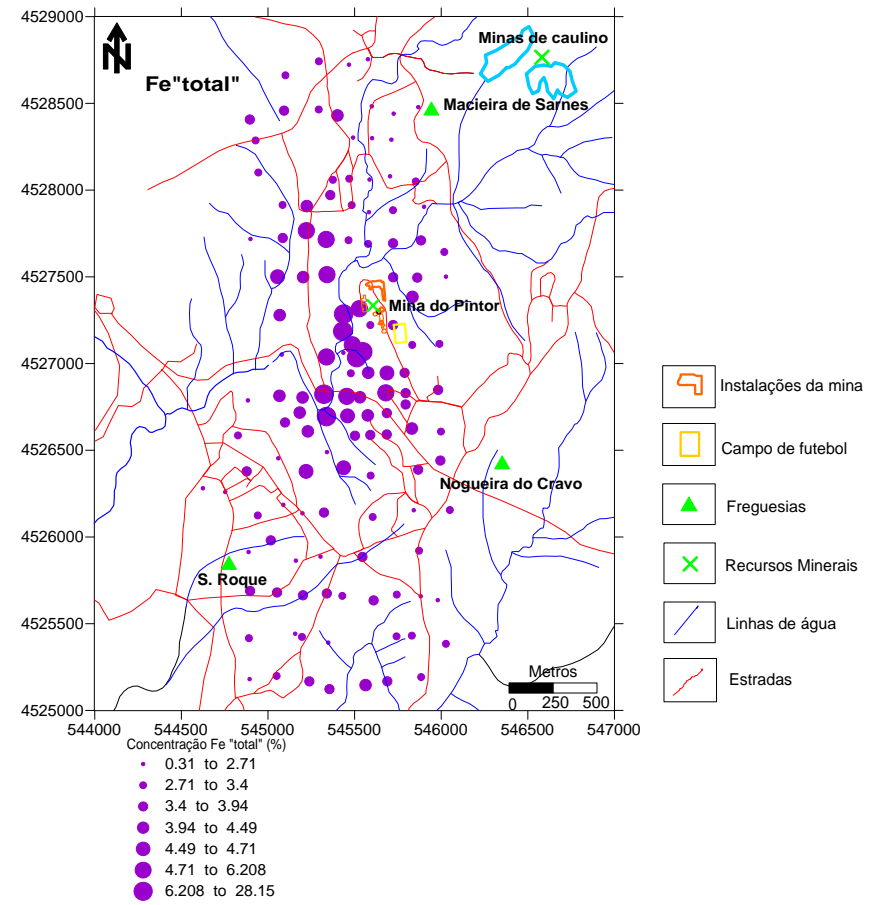 4529000
Minas de caulino
N
Fe"total"
Macieira de Sarnes
4528500
4528000
4527500
Mina do Pintor
4527000
4526500
Nogueira do Cravo
4526000
S. Roque
4525500
Metros
0 250 500
4525000
544000 544500 545000 545500 546000 546500 547000
Instalações da mina
Campo de futebol
Freguesias
Recursos Minerais
Linhas de água
Estradas
Concentração Fe "total" (%)
0.31 to 2.71
2.71 to 3.4
3.4 to 3.94
3.94 to 4.49
4.49 to 4.71
4.71 to 6.208
6.208 to 28.15